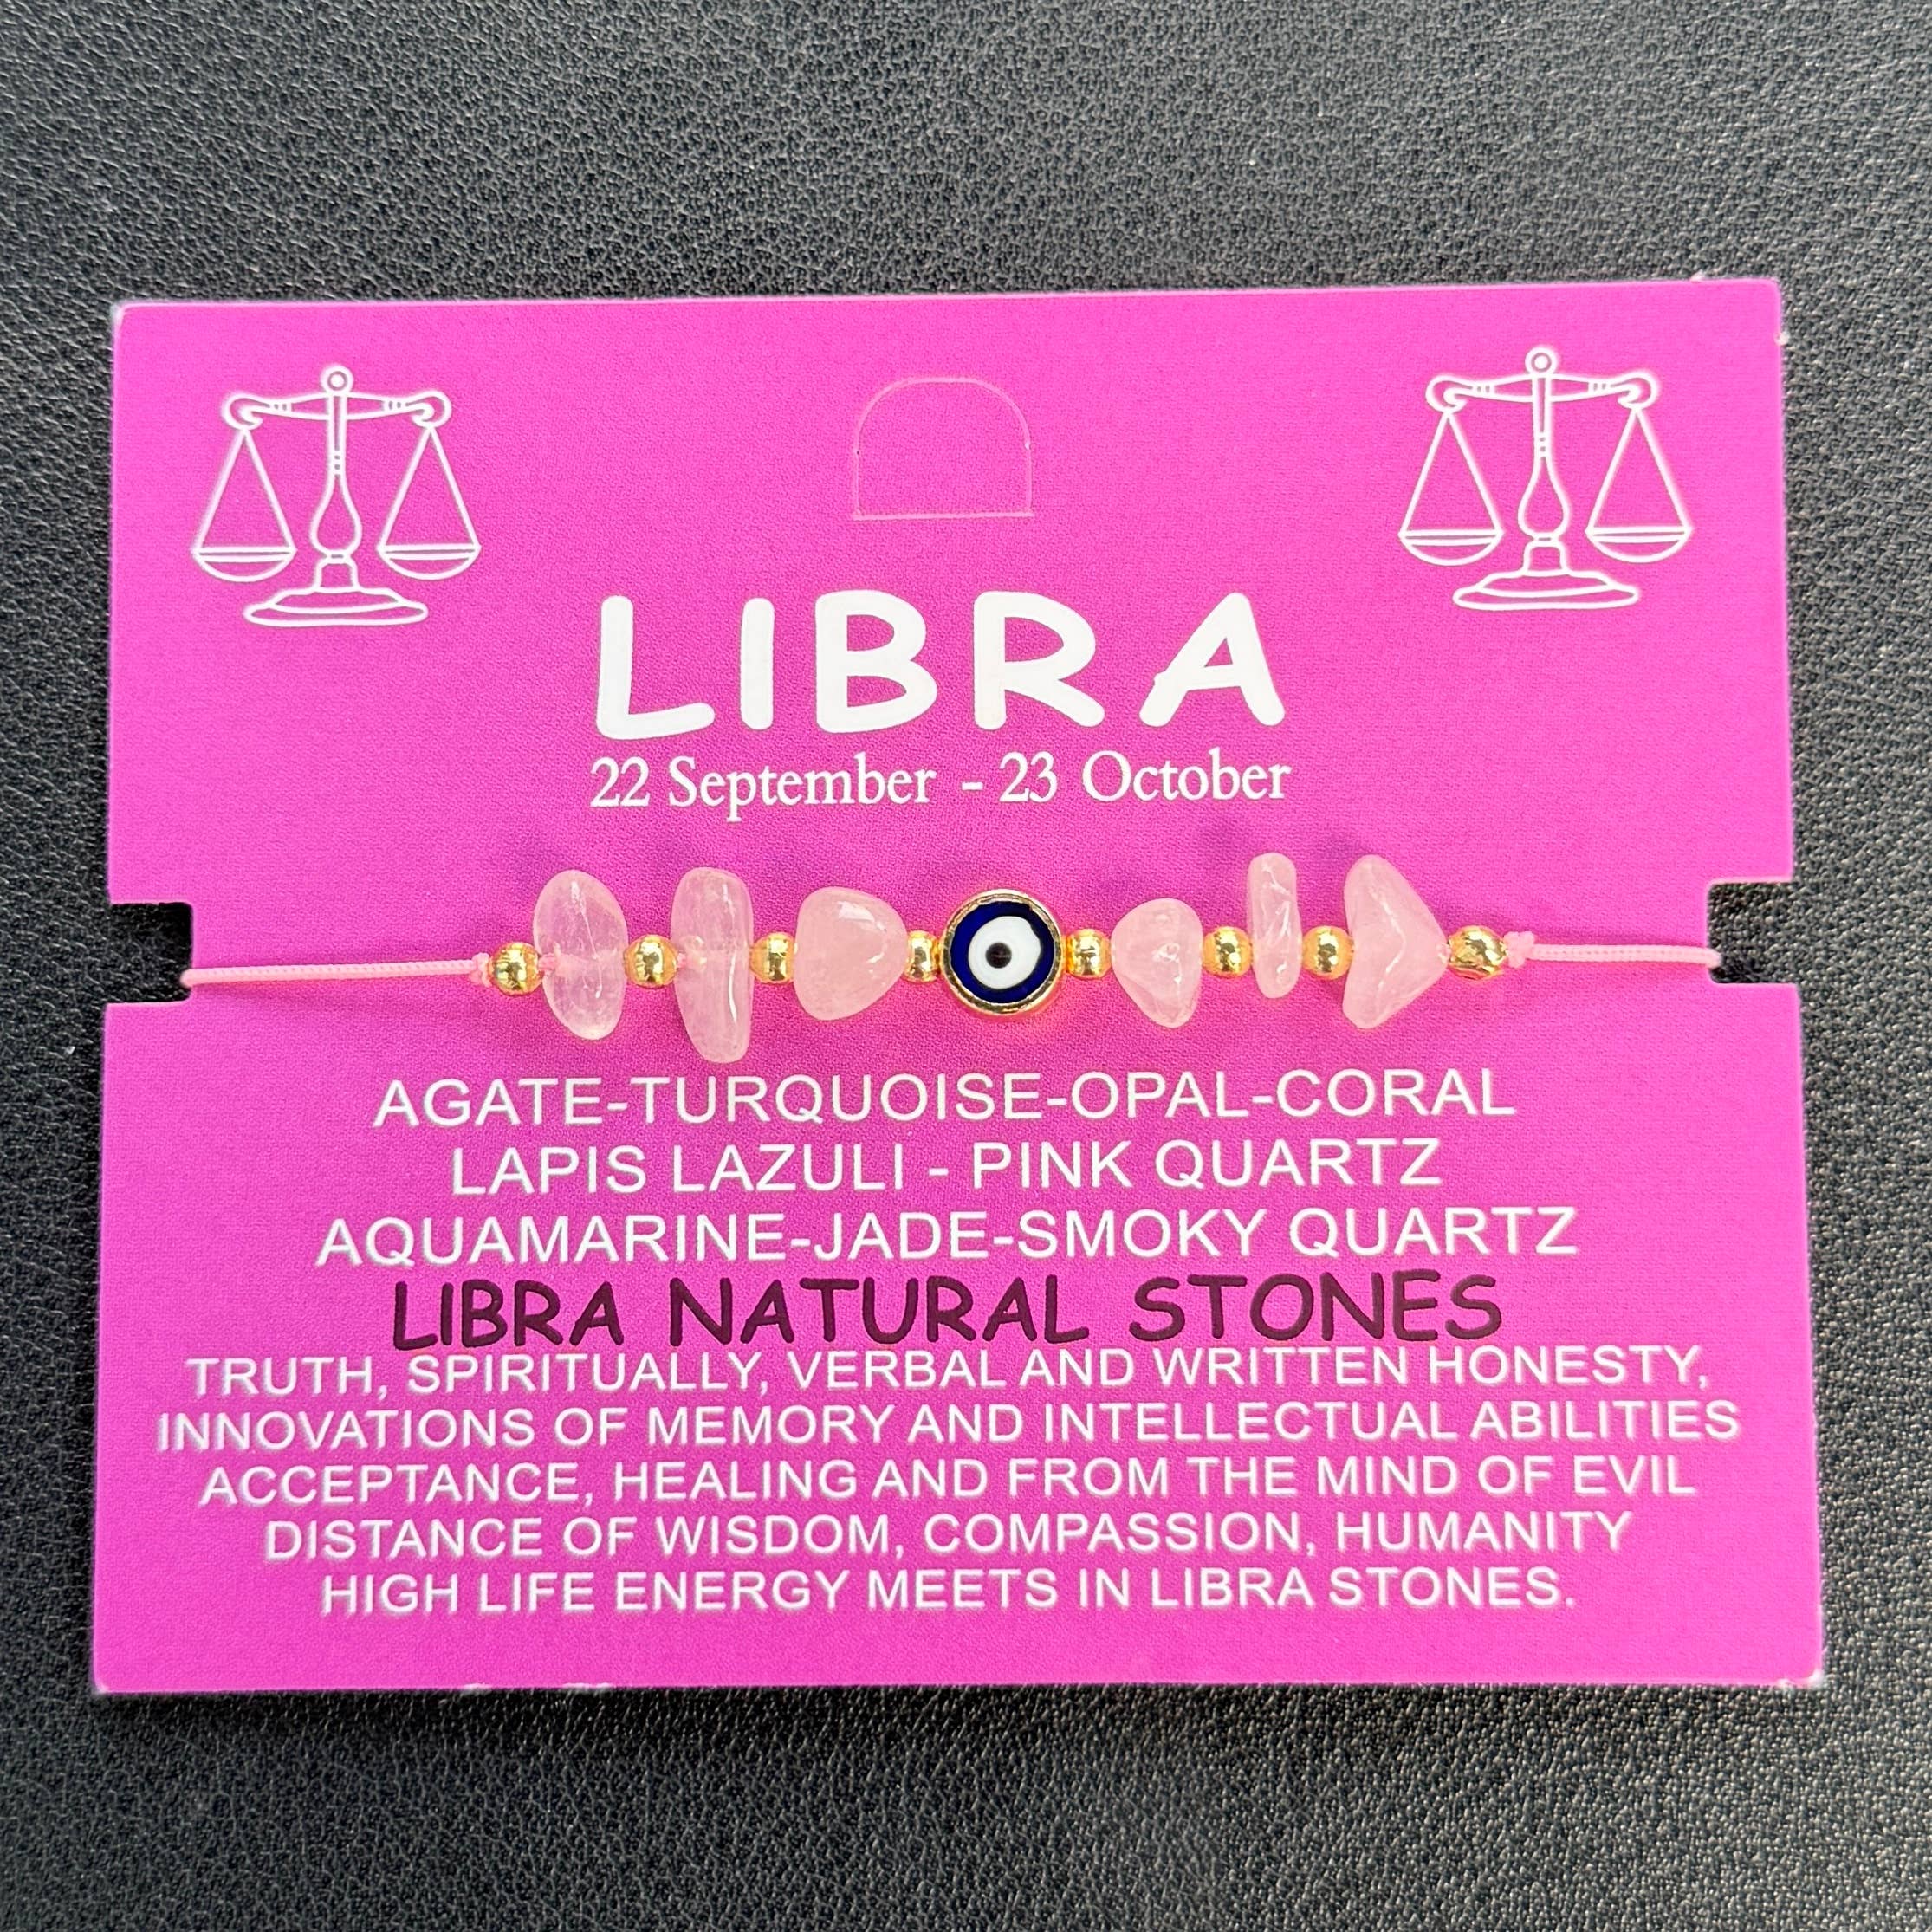 LIBRA
22 September - 23 October
AGATE-TURQUOISE-OPAL-CORAL
LAPIS LAZULI - PINK QUARTZ
AQUAMARINE-JADE-SMOKY QUARTZ
LIBRA NATURAL STONES
TRUTH, SPIRITUALLY, VERBAL AND WRITTEN HONESTY,
INNOVATIONS OF MEMORY AND INTELLECTUAL ABILITIES
ACCEPTANCE, HEALING AND FROM THE MIND OF EVIL
DISTANCE OF WISDOM, COMPASSION, HUMANITY
HIGH LIFE ENERGY MEETS IN LIBRA STONES.